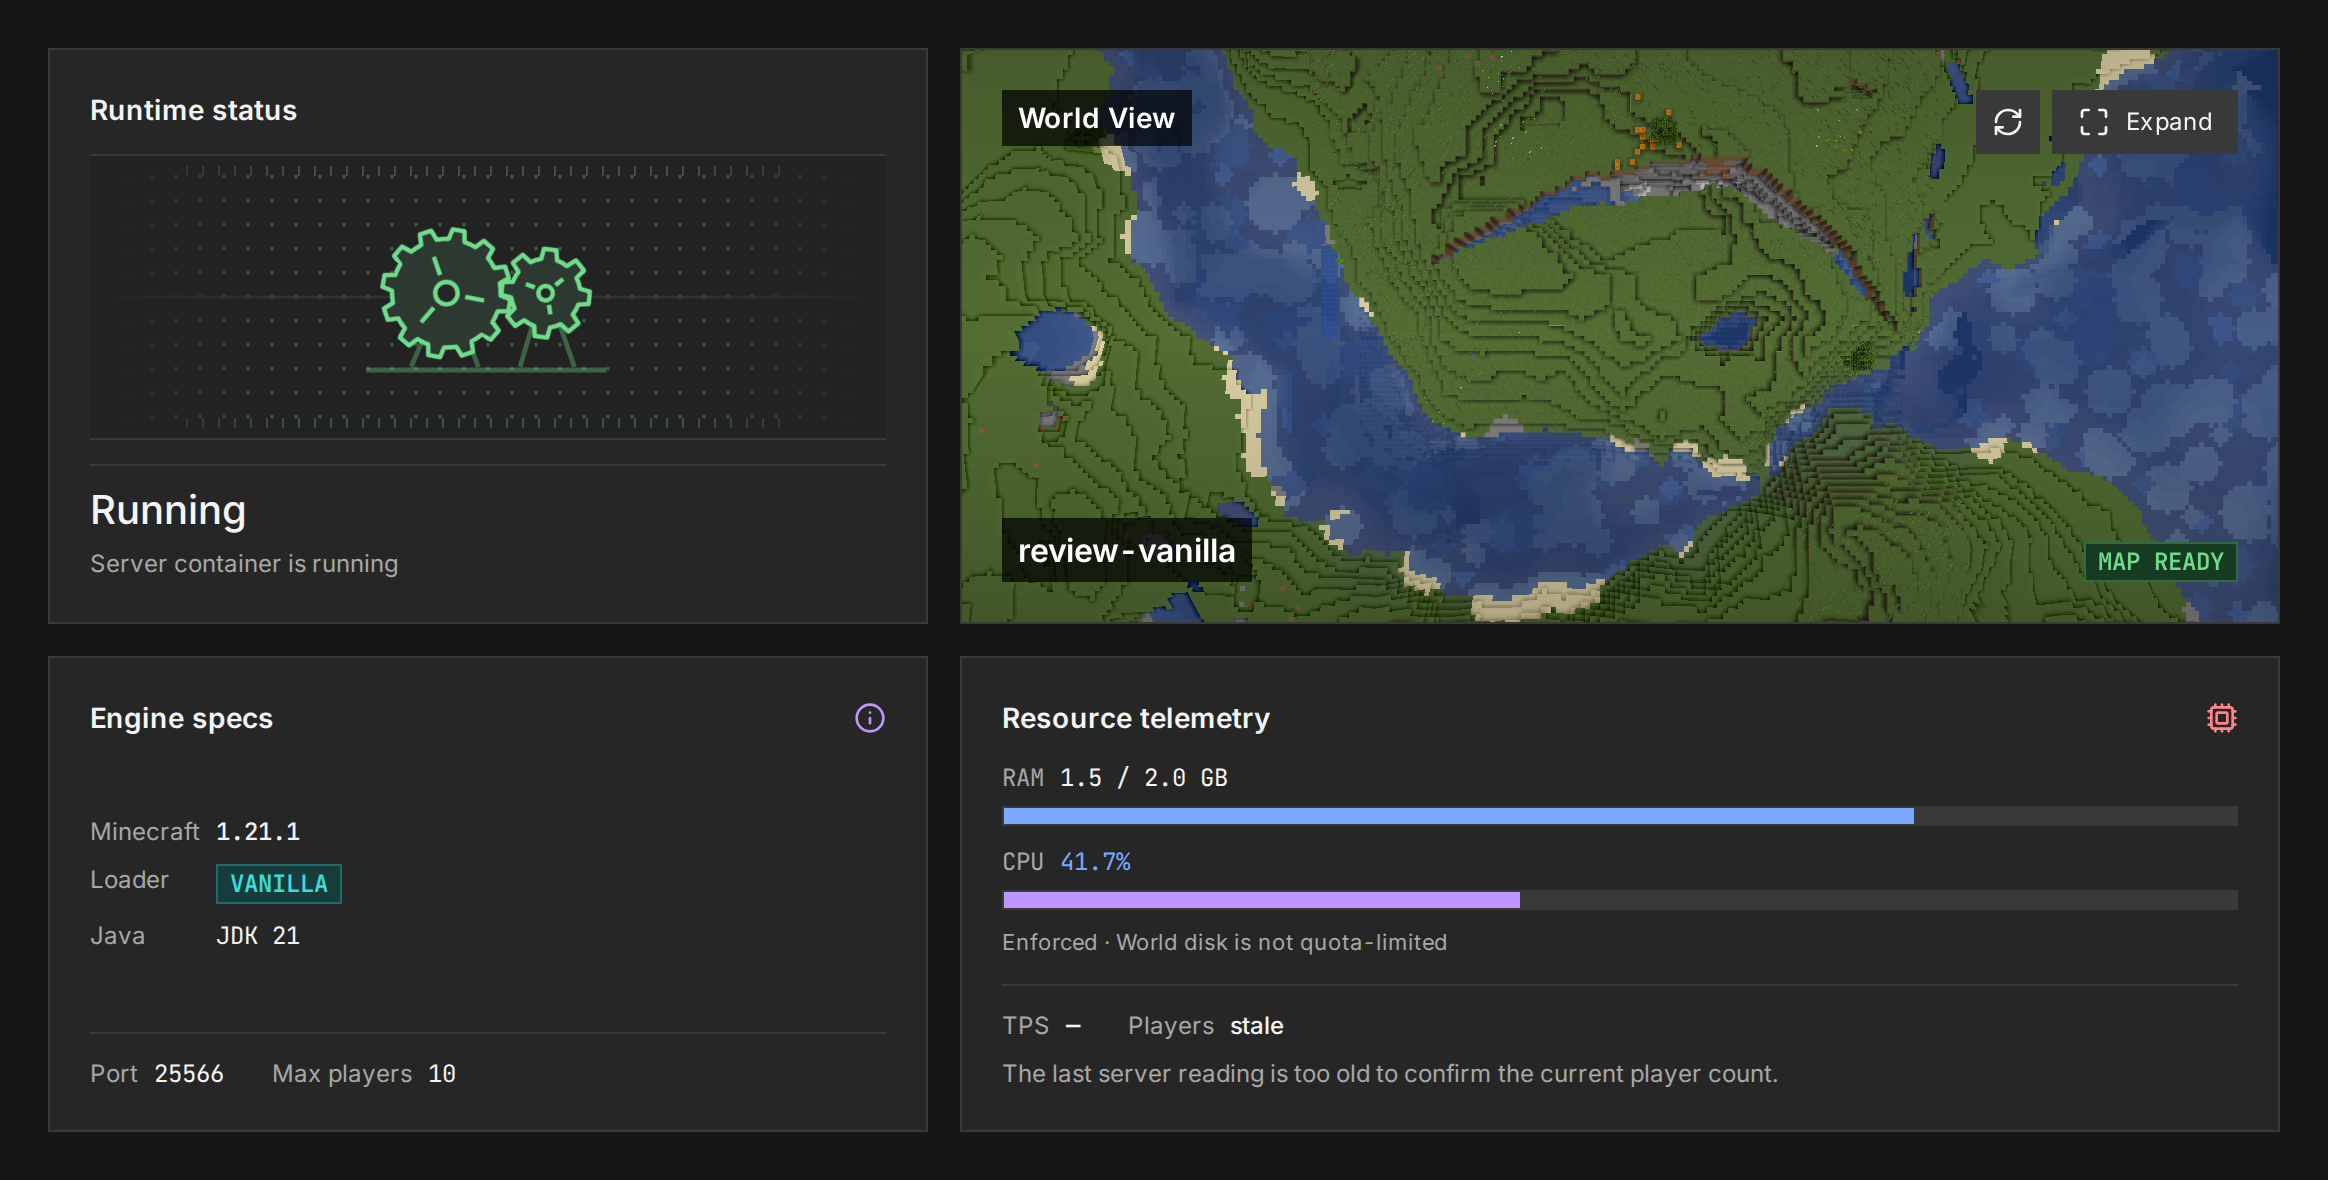 Runtime status
Running
Server container is running
World View
Expand
review-vanilla
MAP READY
Engine specs
Minecraft 1.21.1
Loader VANILLA
Java JDK 21
Port 25566 Max players 10
Resource telemetry
RAM 1.5 / 2.0 GB
CPU 41.7%
Enforced · World disk is not quota-limited
TPS – Players stale
The last server reading is too old to confirm the current player count.